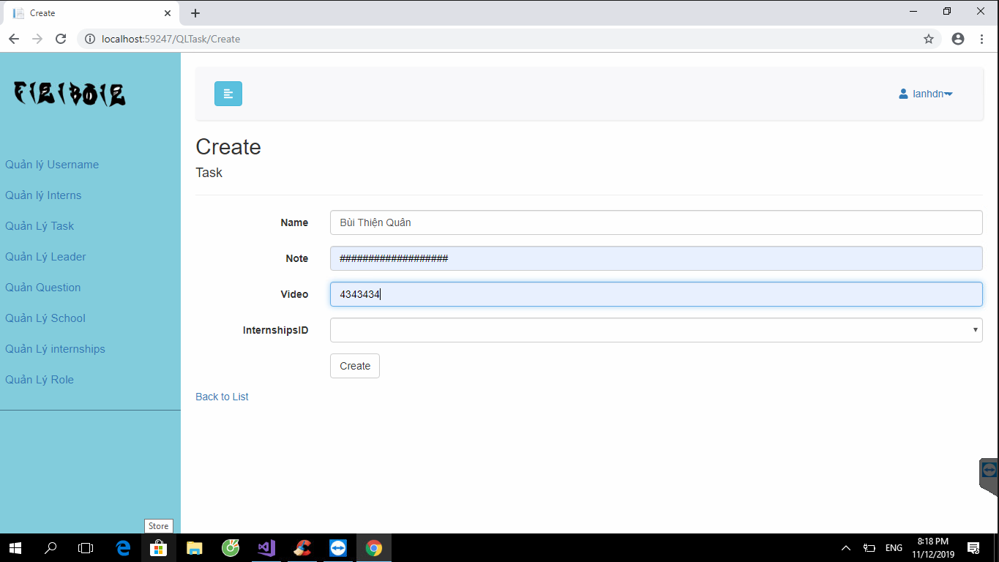 Create
localhost:59247/QLTask/Create
lanhdn
Quản lý Username
Quản lý Interns
Quản Lý Task
Quản Lý Leader
Quản Question
Quản Lý School
Quản Lý internships
Quản Lý Role
Create
Task
Name
Bùi Thiện Quân
Note
###################
Video
4343434
InternshipsID
Create
Back to List
Store
ENG
8:18 PM
11/12/2019